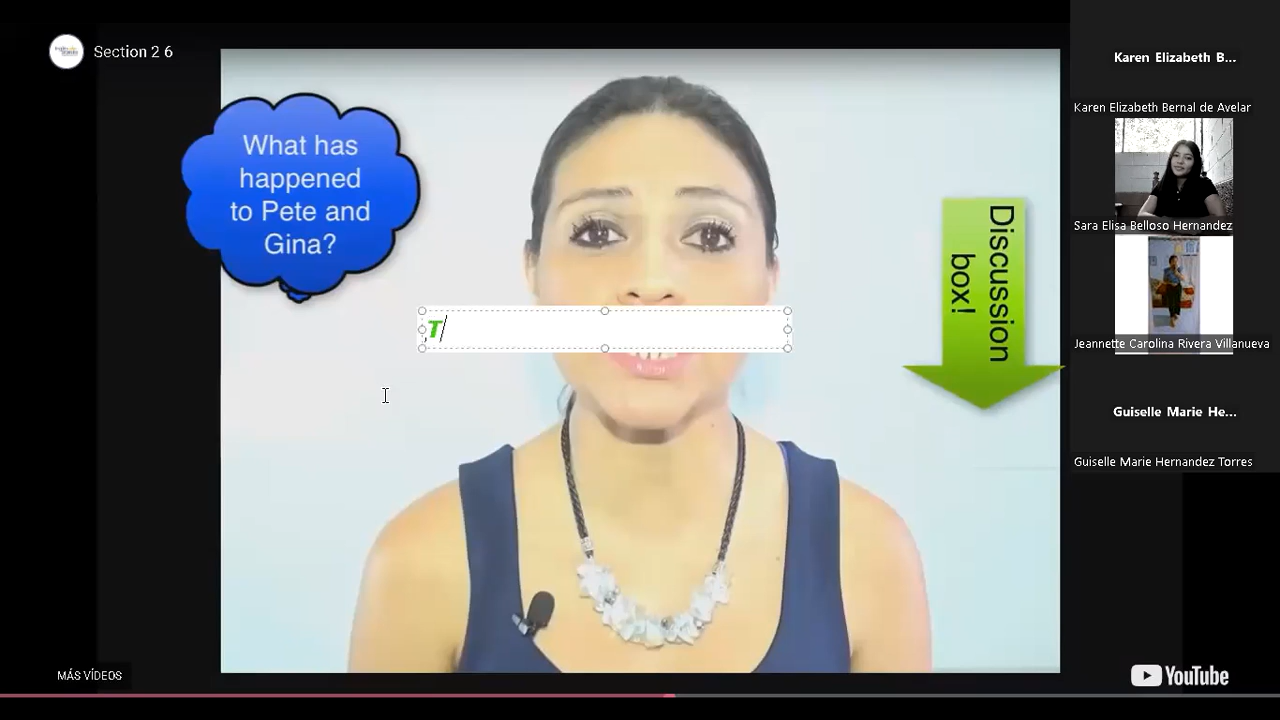 Section 2 6
What has
happened
to Pete and
Gina?
T
Discussion
box!
Karen Elizabeth B...
Karen Elizabeth Bernal de Avelar
Sara Elisa Belloso Hernandez
Jeannette Carolina Rivera Villanueva
Guiselle Marie He...
Guiselle Marie Hernandez Torres
MÁS VÍDEOS
YouTube